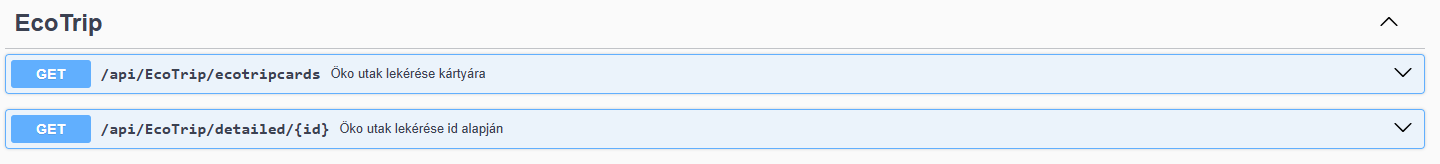 EcoTrip
GET /api/EcoTrip/ecotripcards Öko utak lekérése kártyára
GET /api/EcoTrip/detailed/{id} Öko utak lekérése id alapján